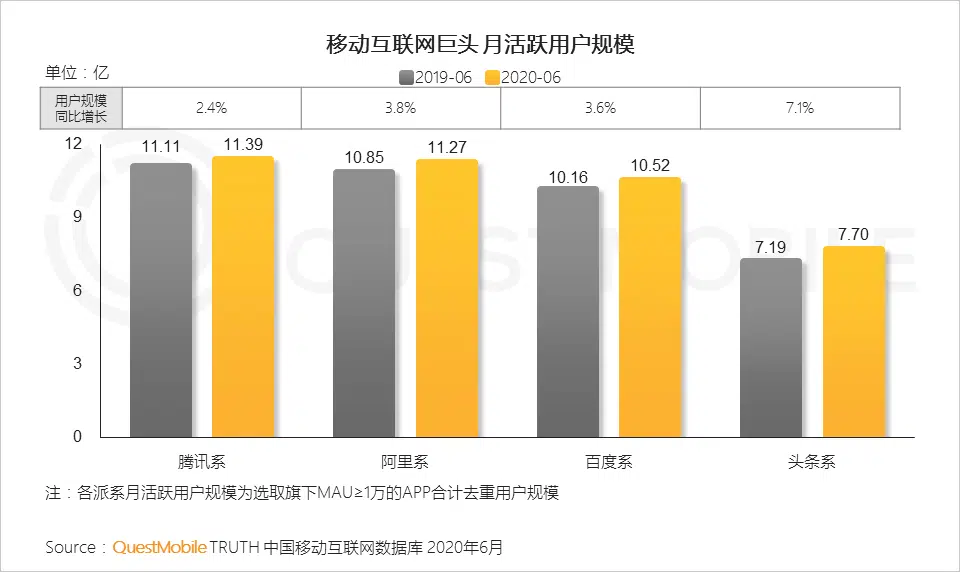 移动互联网巨头 月活跃用户规模
单位：亿
2019-06 2020-06
用户规模
同比增长
2.4% 3.8% 3.6% 7.1%
12
11.11 11.39 10.85 11.27 10.16 10.52 7.19 7.70
9
6
3
0
腾讯系 阿里系 百度系 头条系
QUESTMOBILE
注：各派系月活跃用户规模为选取旗下MAU≥1万的APP合计去重用户规模
Source：QuestMobile TRUTH 中国移动互联网数据库 2020年6月